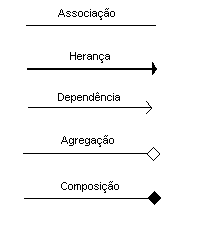 Associação
Herança
Dependência
Agregação
Composição